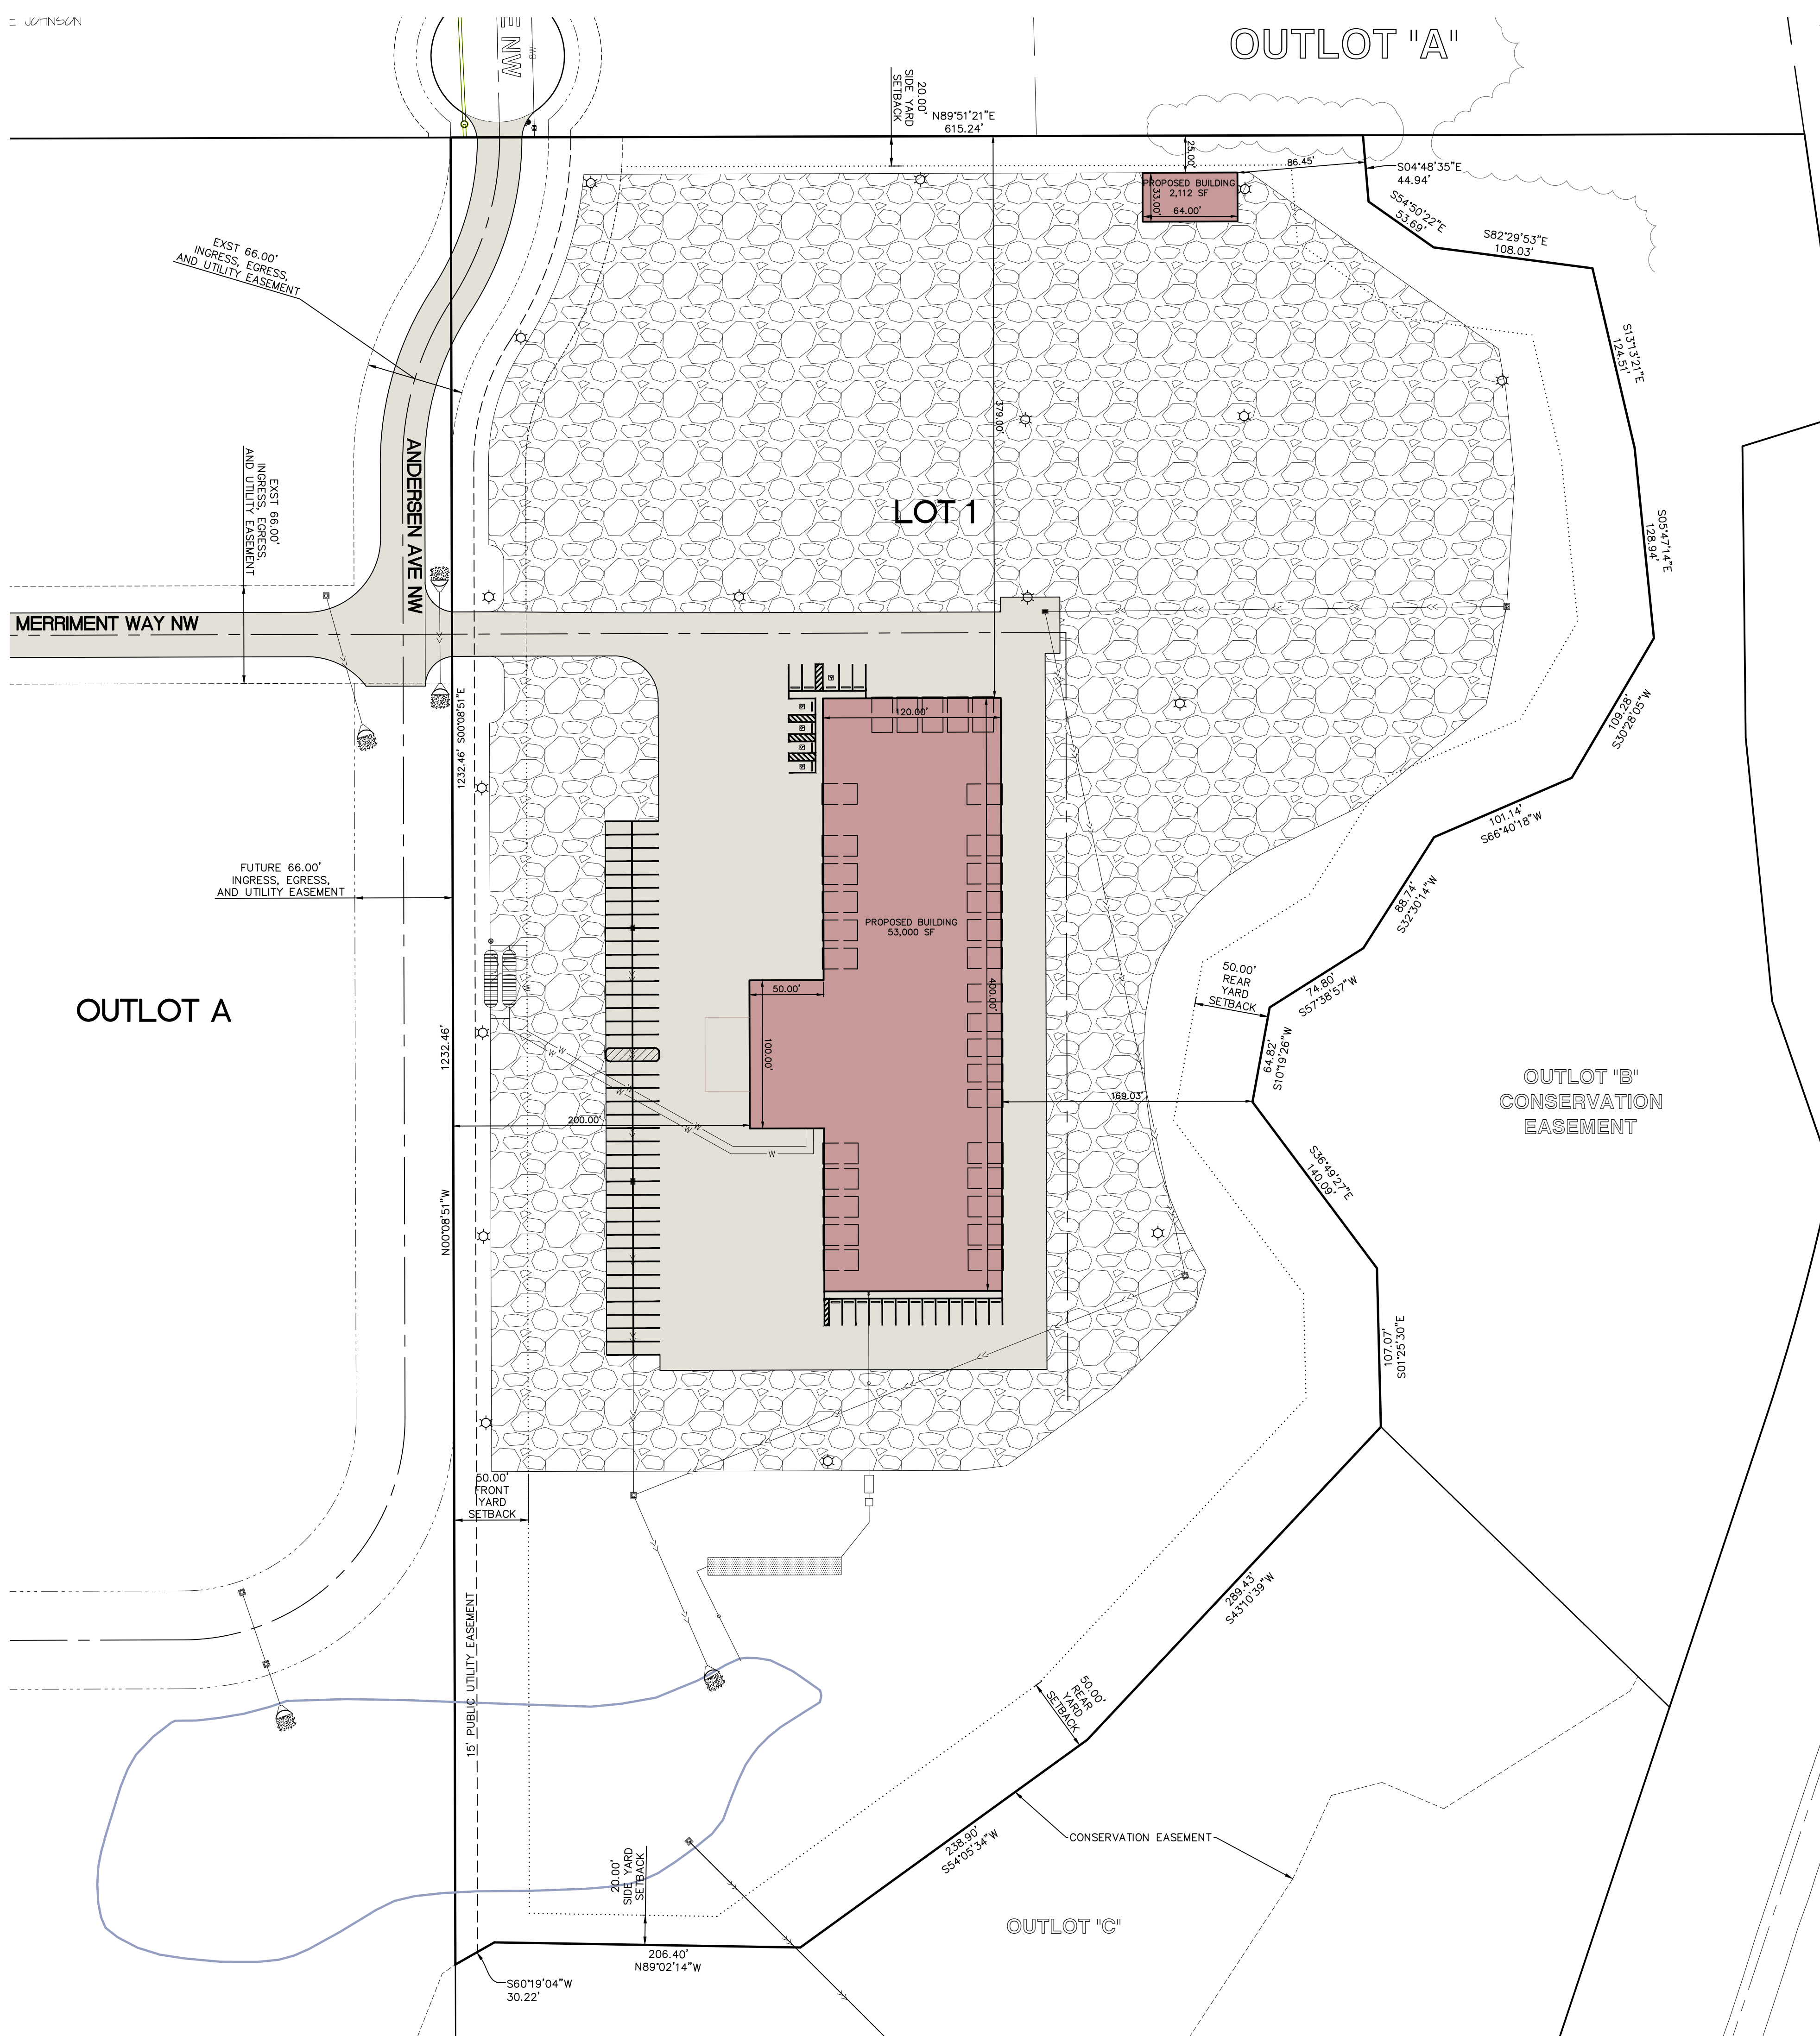 E JOHNSON
E NW
OUTLOT "A"
20.00'
SIDE YARD
SETBACK
N89°51'21"E
615.24'
25.00'
86.45'
S04°48'35"E
44.94'
PROPOSED BUILDING
2,112 SF
33.00'
64.00'
S54°50'22"E
53.69'
S82°29'53"E
108.03'
EXST 66.00'
INGRESS, EGRESS,
AND UTILITY EASEMENT
S13°13'21"E
124.51'
379.00'
ANDERSEN AVE NW
EXST 66.00'
INGRESS, EGRESS,
AND UTILITY EASEMENT
LOT 1
S05°47'14"E
128.94'
MERRIMENT WAY NW
1232.46' S00°08'51"E
120.00'
109.28'
S30°28'05"W
101.14'
S66°40'18"W
FUTURE 66.00'
INGRESS, EGRESS,
AND UTILITY EASEMENT
88.74'
S32°30'14"W
PROPOSED BUILDING
53,000 SF
50.00'
REAR
YARD
SETBACK
74.80'
S57°38'57"W
50.00'
400.00'
OUTLOT A
1232.46'
100.00'
64.82'
S10°19'26"W
OUTLOT "B"
CONSERVATION
EASEMENT
W
W
W
W
W
W
W
W
200.00'
169.03'
N00°08'51"W
S36°49'27"E
140.09'
107.07'
S01°25'30"E
50.00'
FRONT
YARD
SETBACK
289.43'
S43°10'39"W
15' PUBLIC UTILITY EASEMENT
50.00'
REAR
YARD
SETBACK
238.90'
S54°05'34"W
CONSERVATION EASEMENT
20.00'
SIDE YARD
SETBACK
OUTLOT "C"
206.40'
N89°02'14"W
S60°19'04"W
30.22'